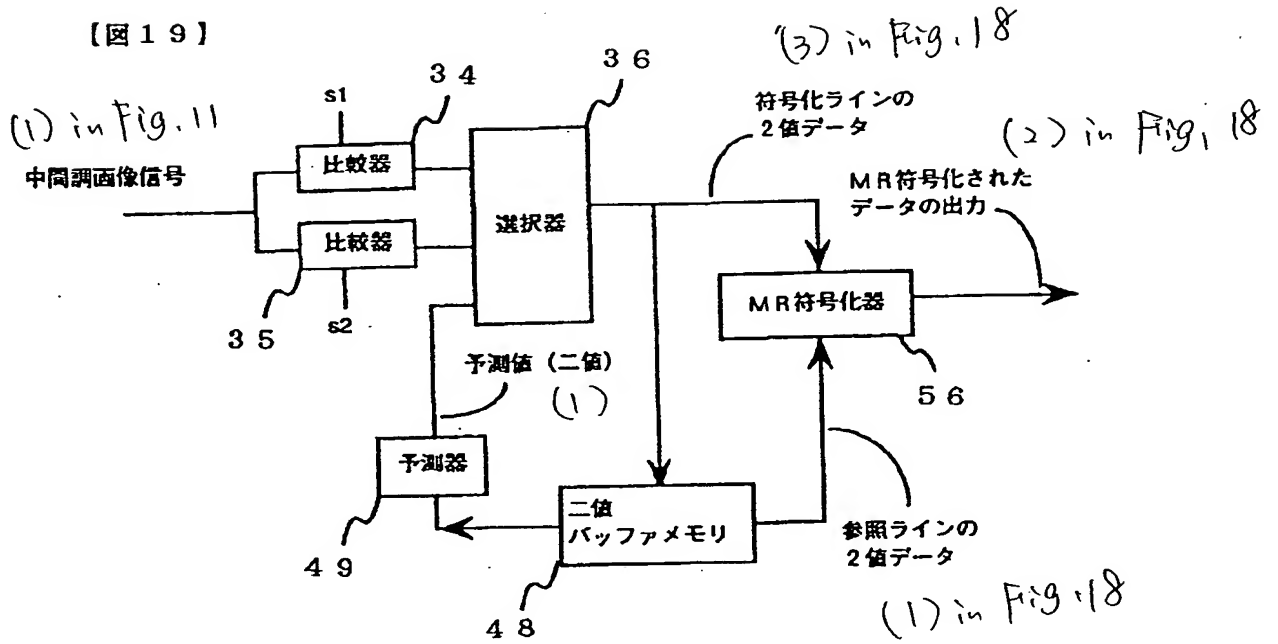 【図19】
(3) in Fig. 18
34
36
s1
(1) in Fig. 11
符号化ラインの
2値データ
(2) in Fig. 18
中間調画像信号
比較器
MR符号化された
データの出力
選択器
比較器
MR符号化器
s2
35
予測値(二値)
(1)
56
予測器
二値
バッファメモリ
参照ラインの
2値データ
49
48
(1) in Fig. 18